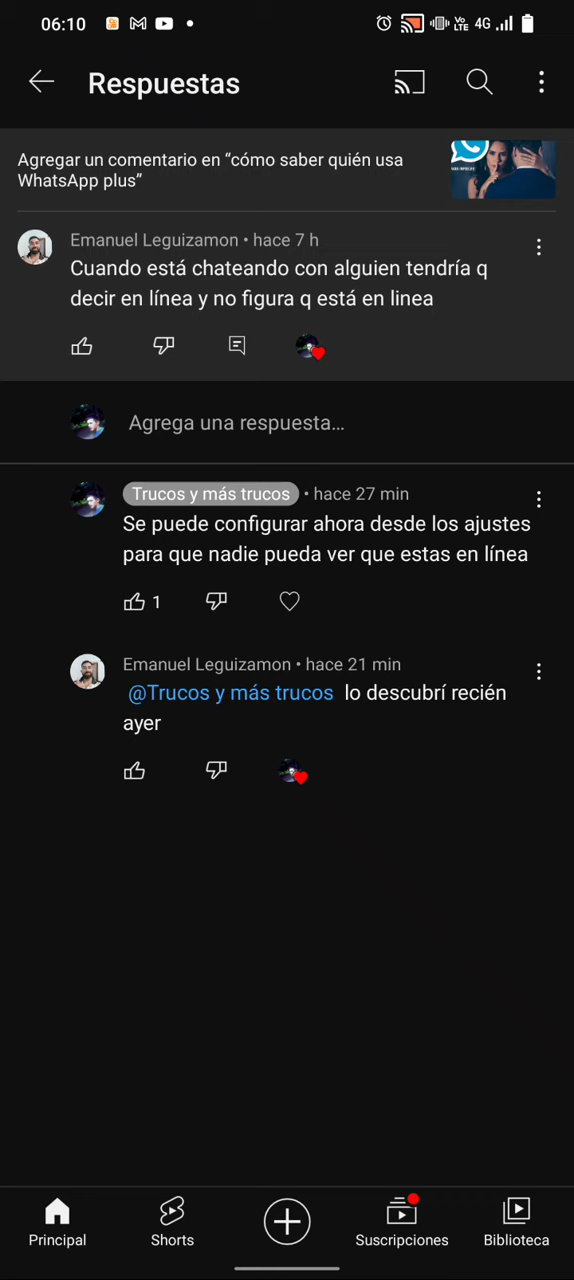 06:10
Vo LTE 4G
Respuestas
Agregar un comentario en “cómo saber quién usa
WhatsApp plus”
Emanuel Leguizamon • hace 7 h
Cuando está chateando con alguien tendría q
decir en línea y no figura q está en linea
Agrega una respuesta...
Trucos y más trucos • hace 27 min
Se puede configurar ahora desde los ajustes
para que nadie pueda ver que estas en línea
1
Emanuel Leguizamon • hace 21 min
@Trucos y más trucos lo descubrí recién
ayer
Principal
Shorts
Suscripciones
Biblioteca